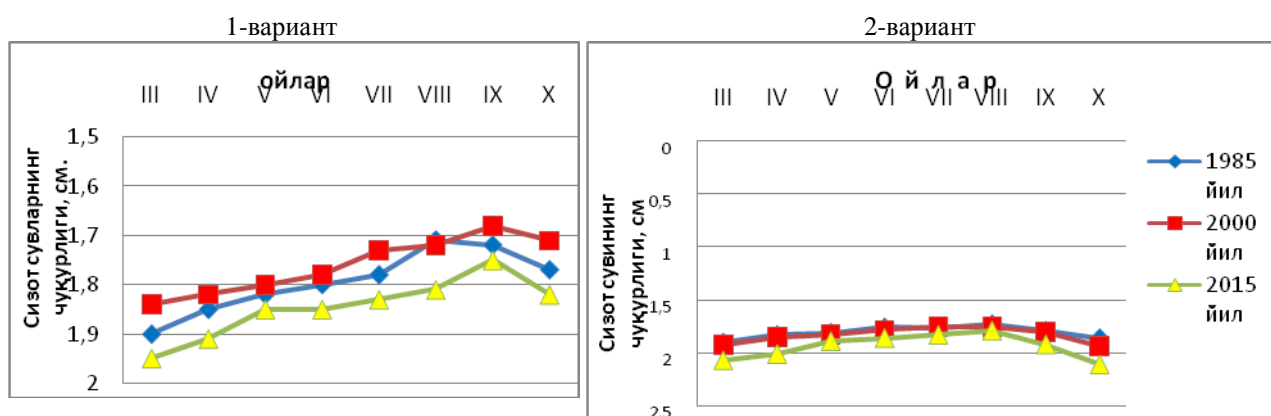 1-вариант
2-вариант
ойлар
III IV V VI VII VIII IX X
Сизот сувларнинг
чуқурлиги, см.
1,5
1,6
1,7
1,8
1,9
2
О й л а р
III IV V VI VII VIII IX X
Сизот сувининг
чуқурлиги, см
0
0,5
1
1,5
2
2,5
1985
йил
2000
йил
2015
йил